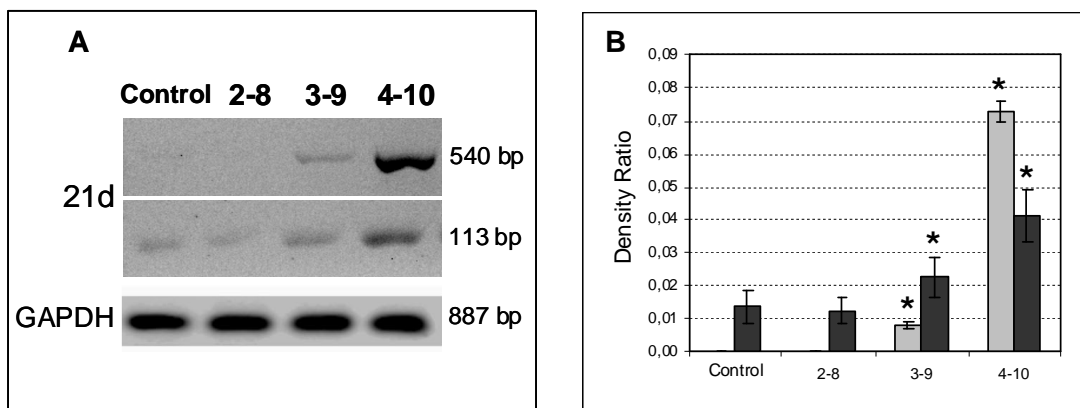 A
Control 2-8 3-9 4-10
540 bp
21d
113 bp
GAPDH
887 bp
B
Density Ratio
0,09
0,08
0,07
0,06
0,05
0,04
0,03
0,02
0,01
0,00
*
*
*
*
Control 2-8 3-9 4-10